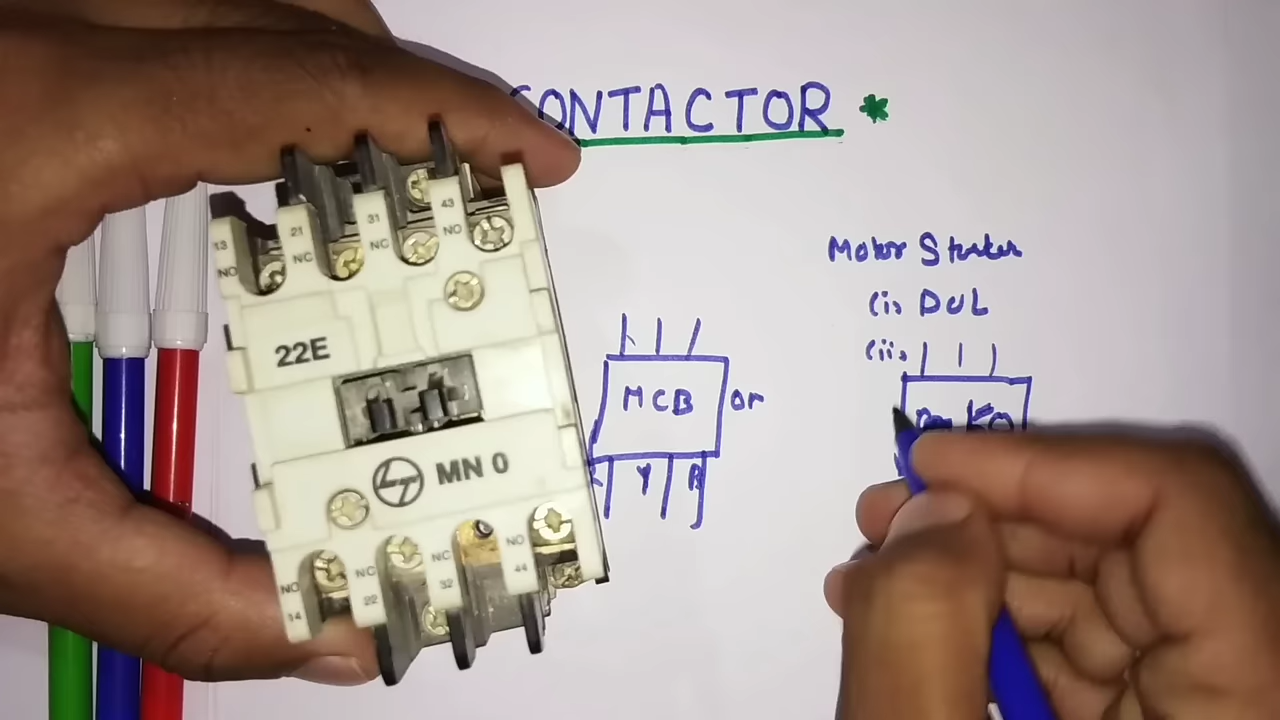 CONTACTOR
13 21 31 43
NO NC NC NO
22E
LT MN 0
NO NC NC NO
14 22 32 44
MCB or
Y R
Motor Starter
(i) DOL
(ii)